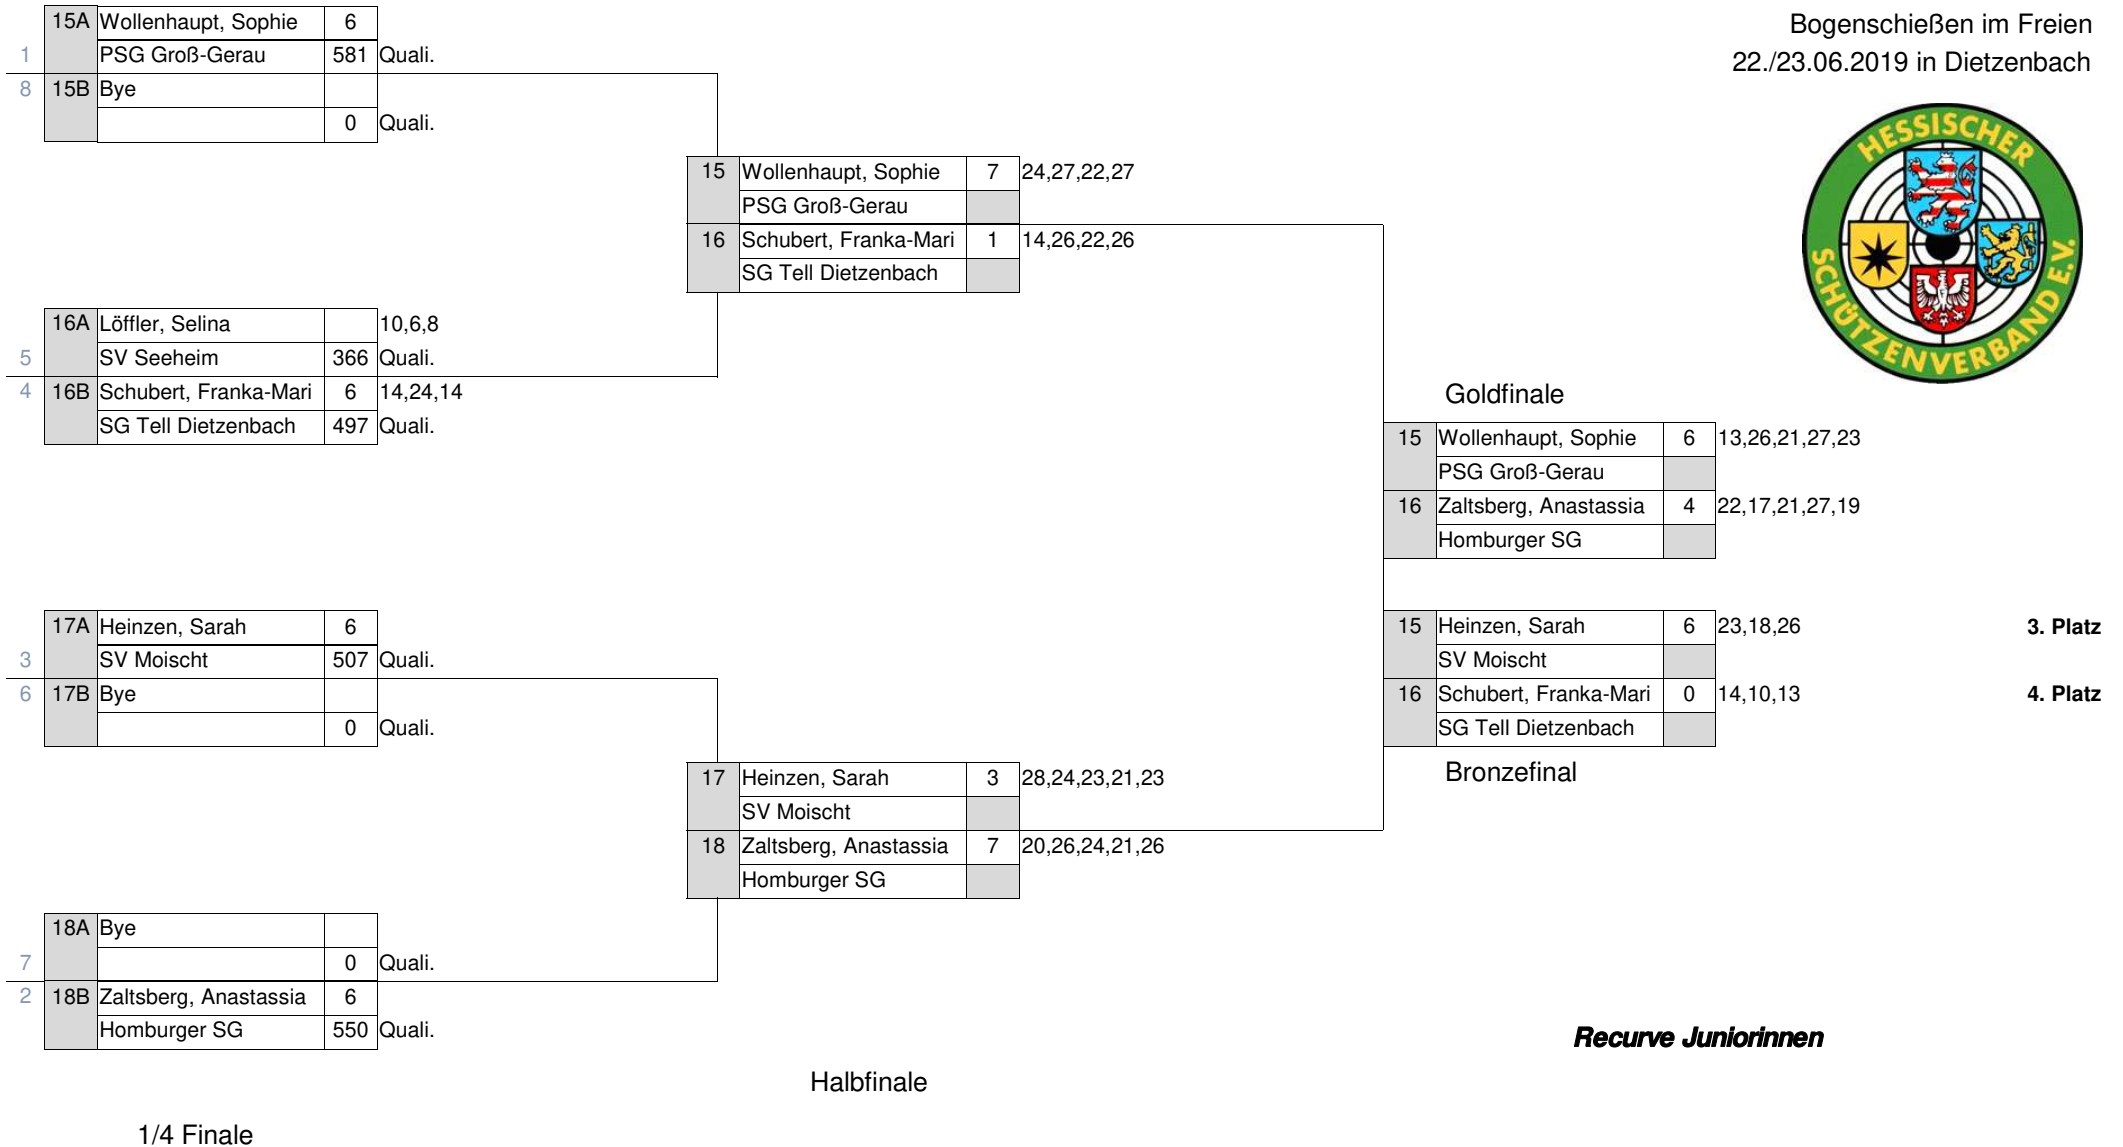 Bogenschießen im Freien
22./23.06.2019 in Dietzenbach
HESSISCHER
SCHÜTZENVERBAND E.V.
15A Wollenhaupt, Sophie 6
1 PSG Groß-Gerau 581 Quali.
8 15B Bye
0 Quali.
15 Wollenhaupt, Sophie 7 24,27,22,27
PSG Groß-Gerau
16 Schubert, Franka-Mari 1 14,26,22,26
SG Tell Dietzenbach
16A Löffler, Selina 10,6,8
5 SV Seeheim 366 Quali.
4 16B Schubert, Franka-Mari 6 14,24,14
SG Tell Dietzenbach 497 Quali.
Goldfinale
15 Wollenhaupt, Sophie 6 13,26,21,27,23
PSG Groß-Gerau
16 Zaltsberg, Anastassia 4 22,17,21,27,19
Homburger SG
17A Heinzen, Sarah 6
3 SV Moischt 507 Quali.
6 17B Bye
0 Quali.
15 Heinzen, Sarah 6 23,18,26 3. Platz
SV Moischt
16 Schubert, Franka-Mari 0 14,10,13 4. Platz
SG Tell Dietzenbach
Bronzefinal
17 Heinzen, Sarah 3 28,24,23,21,23
SV Moischt
18 Zaltsberg, Anastassia 7 20,26,24,21,26
Homburger SG
18A Bye
7 0 Quali.
2 18B Zaltsberg, Anastassia 6
Homburger SG 550 Quali.
Recurve Juniorinnen
Halbfinale
1/4 Finale